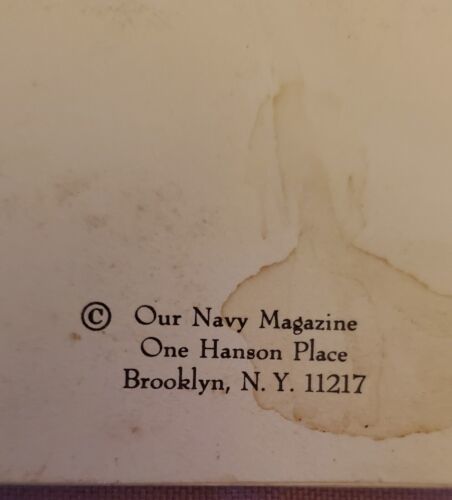 © Our Navy Magazine
One Hanson Place
Brooklyn, N. Y. 11217